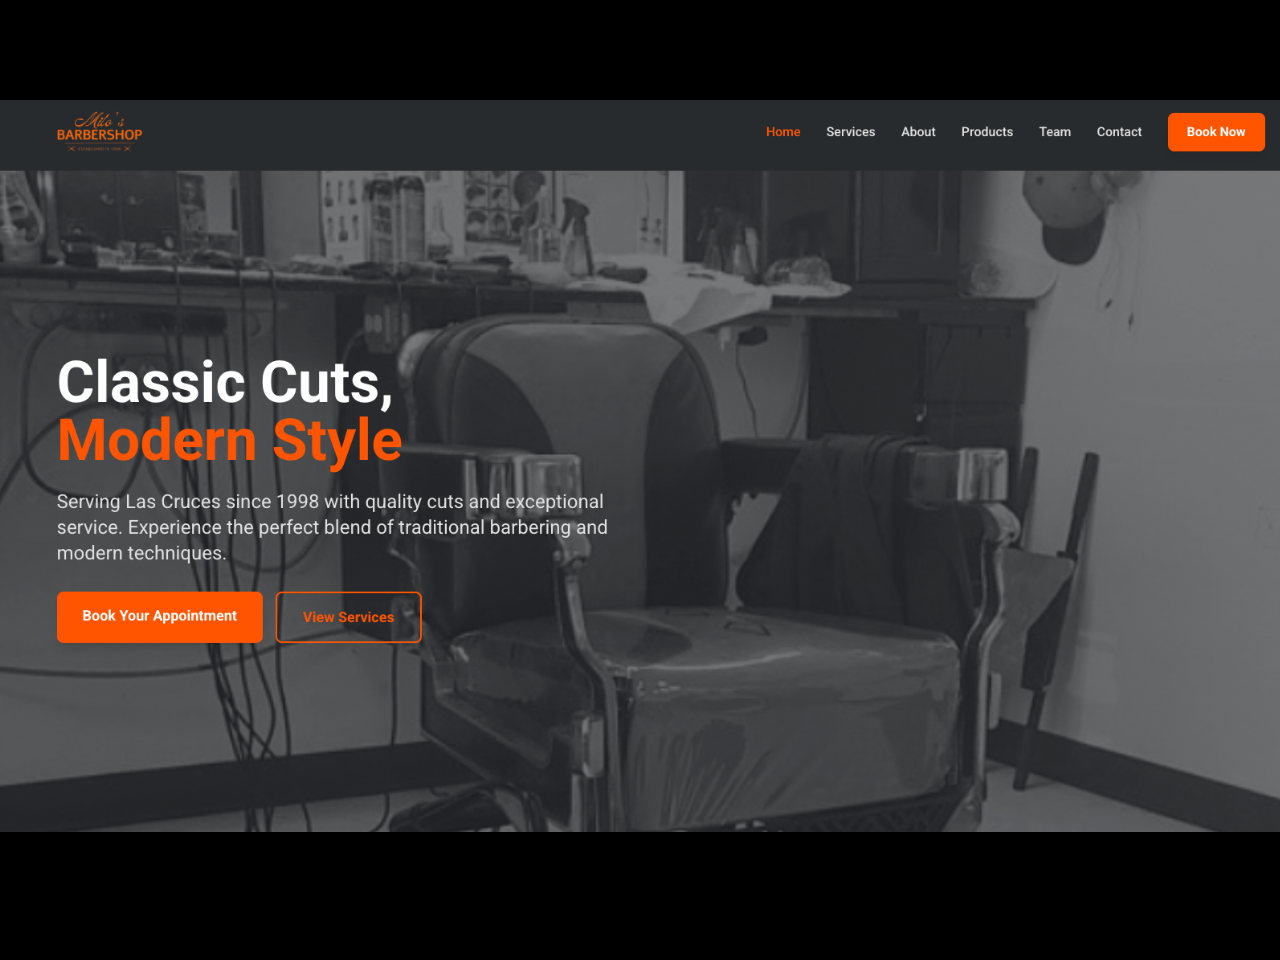 Milo's
BARBERSHOP
Home Services About Products Team Contact Book Now
Classic Cuts,
Modern Style
Serving Las Cruces since 1998 with quality cuts and exceptional
service. Experience the perfect blend of traditional barbering and
modern techniques.
Book Your Appointment View Services